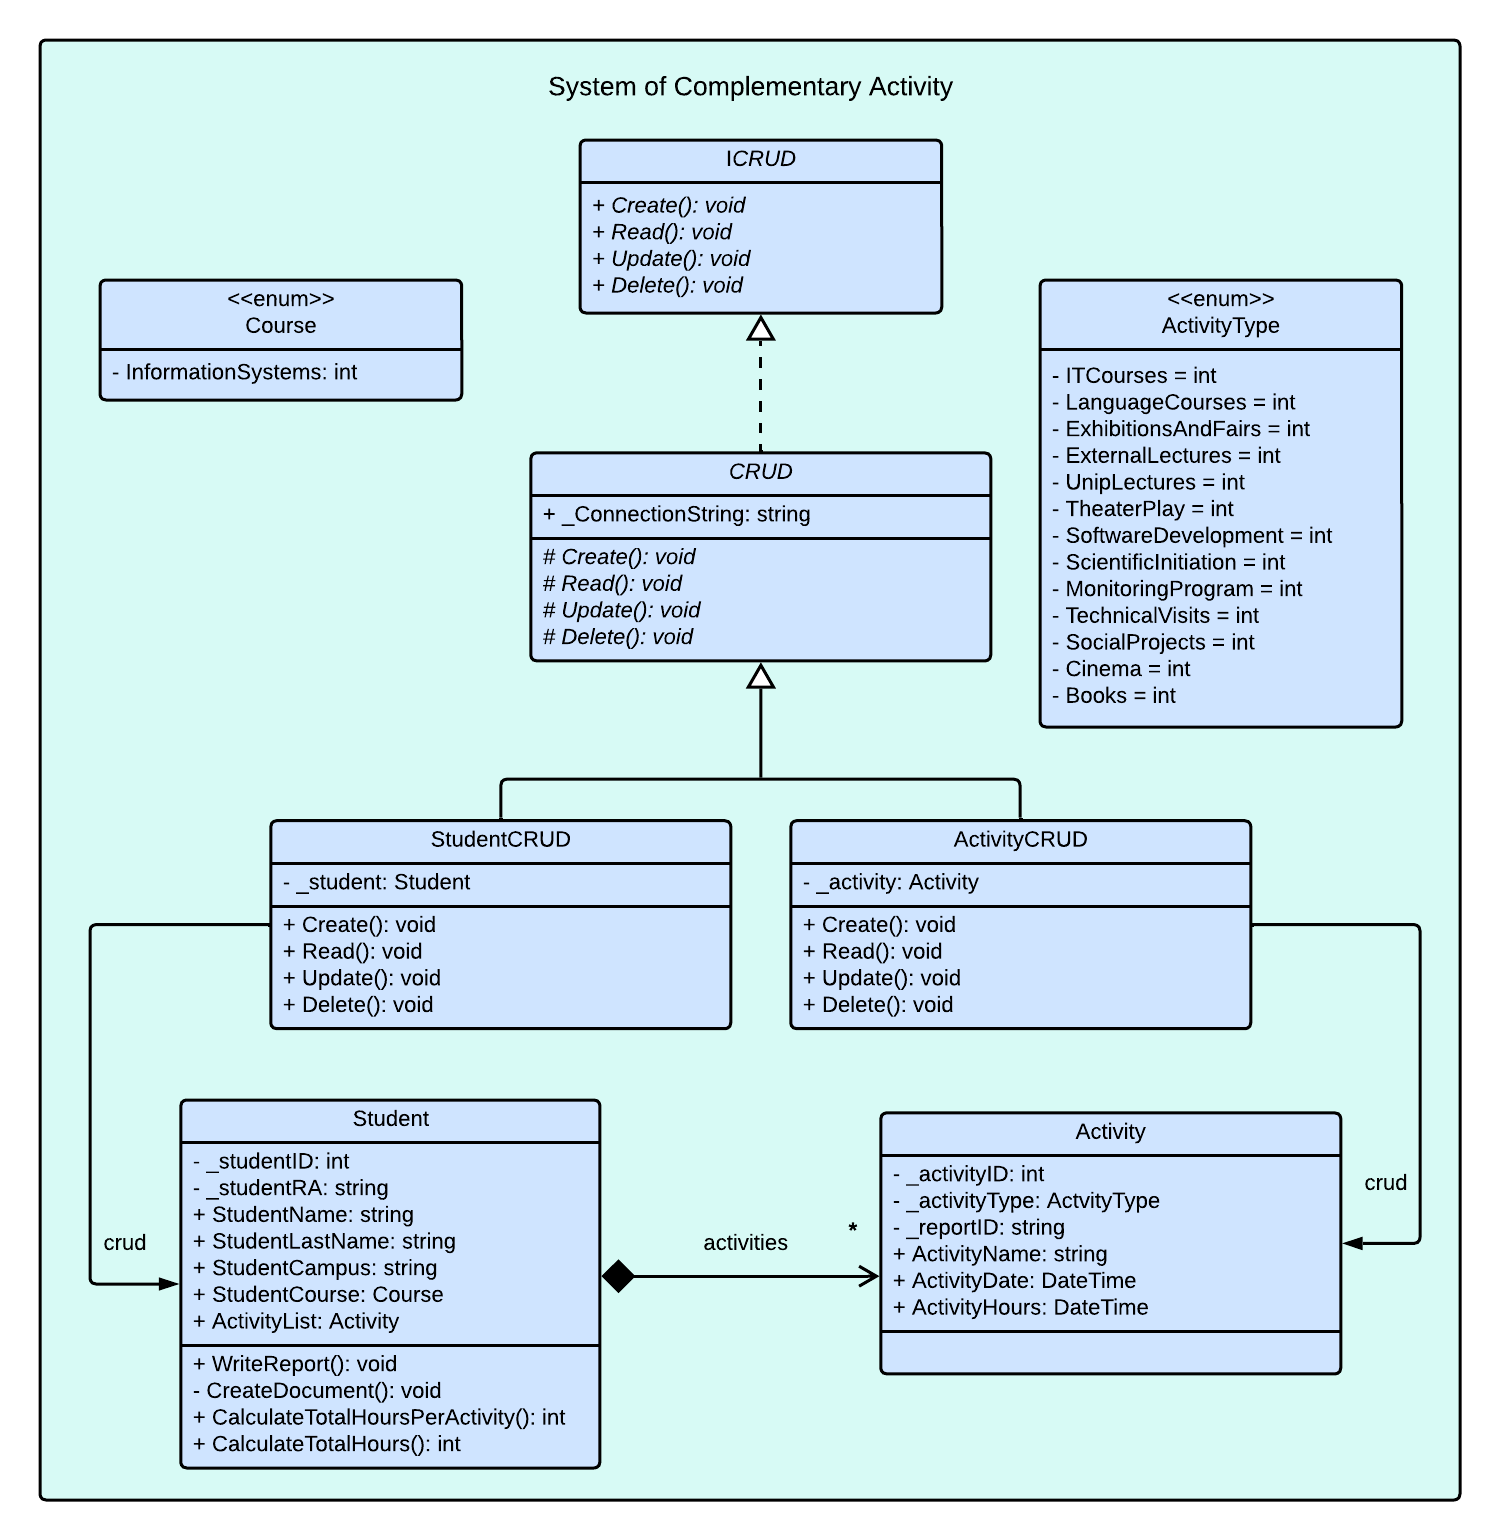 System of Complementary Activity
ICRUD
+ Create(): void
+ Read(): void
+ Update(): void
+ Delete(): void
<<enum>>
Course
- InformationSystems: int
<<enum>>
ActivityType
- ITCourses = int
- LanguageCourses = int
- ExhibitionsAndFairs = int
- ExternalLectures = int
- UnipLectures = int
- TheaterPlay = int
- SoftwareDevelopment = int
- ScientificInitiation = int
- MonitoringProgram = int
- TechnicalVisits = int
- SocialProjects = int
- Cinema = int
- Books = int
CRUD
+ _ConnectionString: string
# Create(): void
# Read(): void
# Update(): void
# Delete(): void
StudentCRUD
- _student: Student
+ Create(): void
+ Read(): void
+ Update(): void
+ Delete(): void
ActivityCRUD
- _activity: Activity
+ Create(): void
+ Read(): void
+ Update(): void
+ Delete(): void
crud
Student
- _studentID: int
- _studentRA: string
+ StudentName: string
+ StudentLastName: string
+ StudentCampus: string
+ StudentCourse: Course
+ ActivityList: Activity
+ WriteReport(): void
- CreateDocument(): void
+ CalculateTotalHoursPerActivity(): int
+ CalculateTotalHours(): int
activities
*
Activity
- _activityID: int
- _activityType: ActvityType
- _reportID: string
+ ActivityName: string
+ ActivityDate: DateTime
+ ActivityHours: DateTime
crud